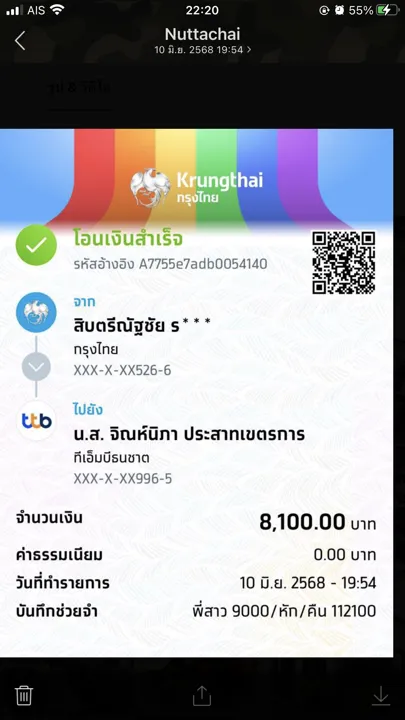 AIS 22:20 55%
Nuttachai
10 มิ.ย. 2568 19:54 >
Krungthai
กรุงไทย
โอนเงินสำเร็จ
รหัสอ้างอิง A7755e7adb0054140
จาก
สิบตรีณัฐชัย ร***
กรุงไทย
XXX-X-XX526-6
ไปยัง
ttb
น.ส. จิณห์นิภา ประสาทเขตรการ
ทีเอ็มบีธนชาต
XXX-X-XX996-5
จำนวนเงิน 8,100.00 บาท
ค่าธรรมเนียม 0.00 บาท
วันที่ทำรายการ 10 มิ.ย. 2568 - 19:54
บันทึกช่วยจำ พี่สาว 9000/หัก/คืน 112100